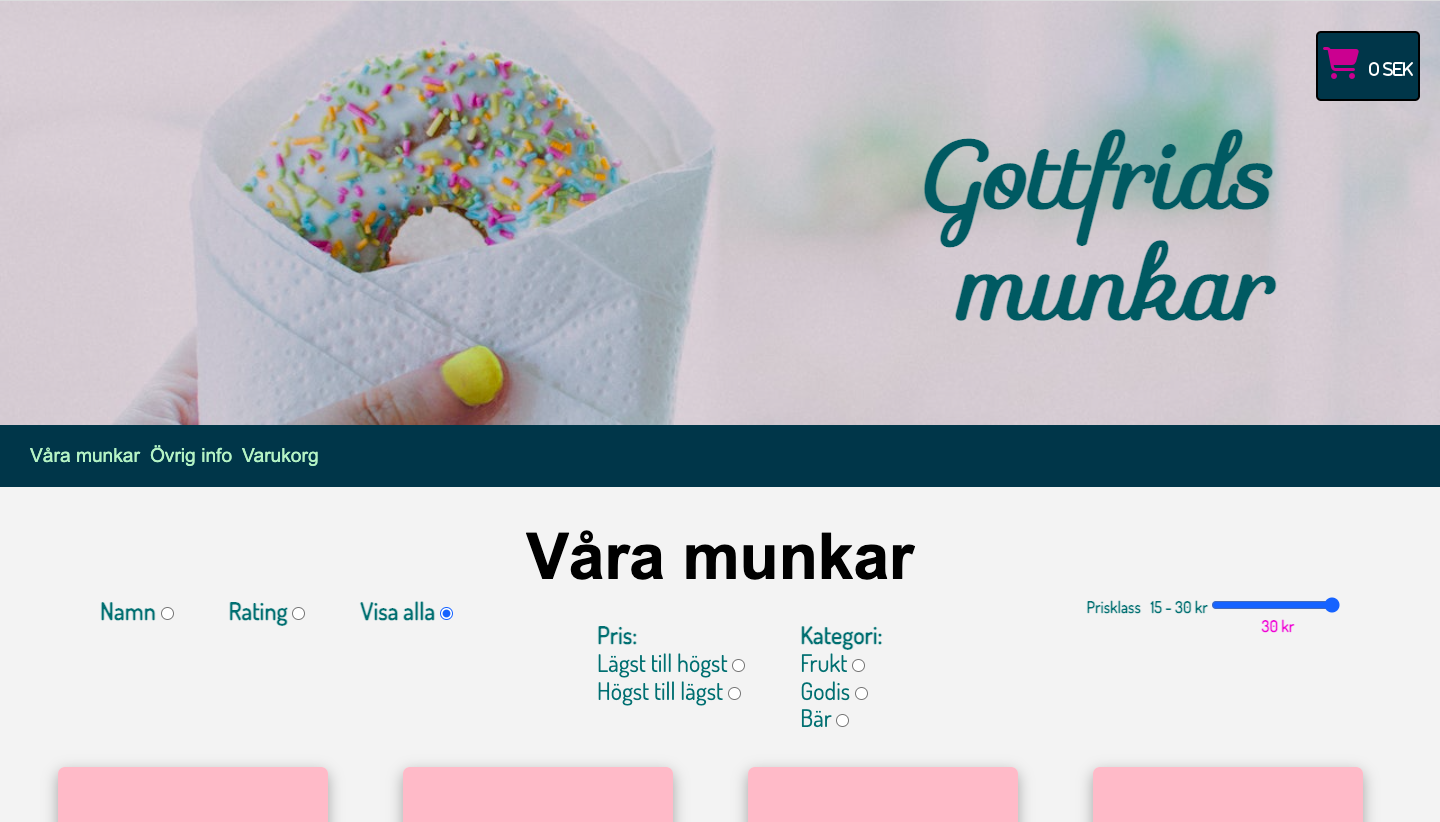 0 SEK
Gottfrids
munkar
Våra munkar Övrig info Varukorg
Våra munkar
Namn Rating Visa alla
Prisklass 15 - 30 kr
30 kr
Pris:
Lägst till högst
Högst till lägst
Kategori:
Frukt
Godis
Bär